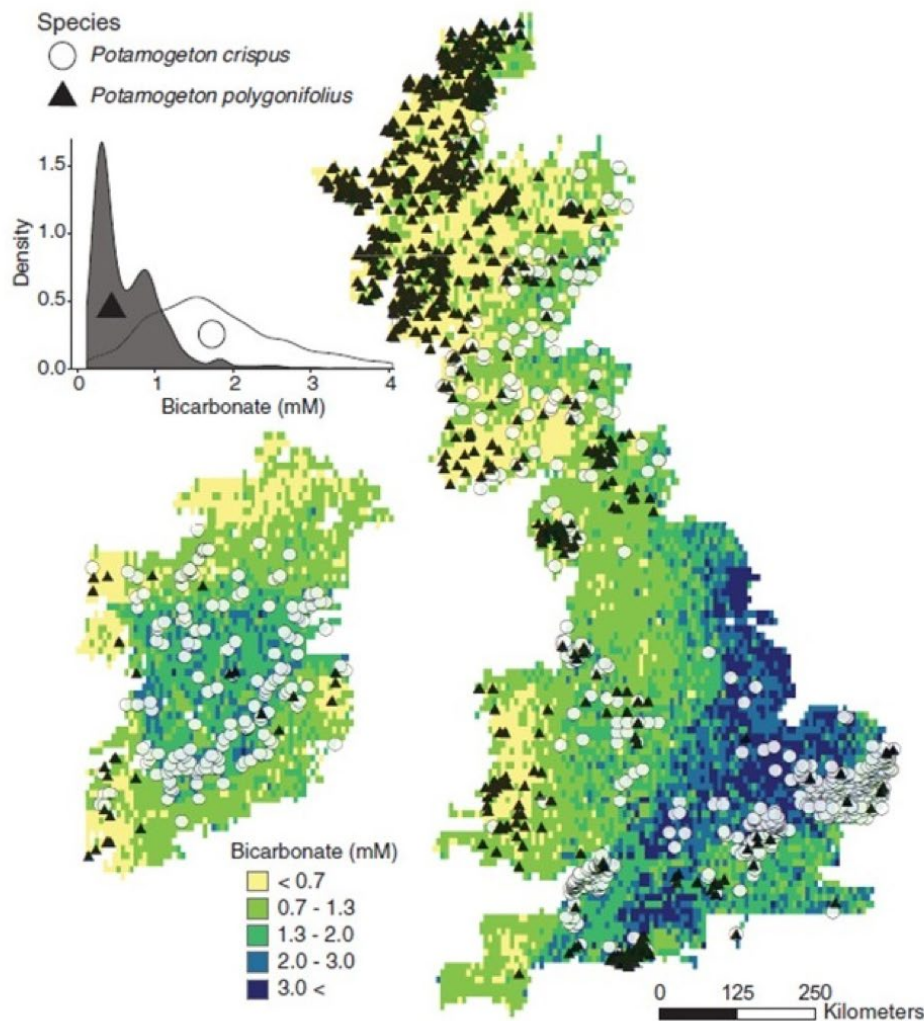 Species
Potamogeton crispus
Potamogeton polygonifolius
1.5
1.0
0.5
0.0
Density
0 1 2 3 4
Bicarbonate (mM)
Bicarbonate (mM)
< 0.7
0.7 - 1.3
1.3 - 2.0
2.0 - 3.0
3.0 <
0 125 250
Kilometers